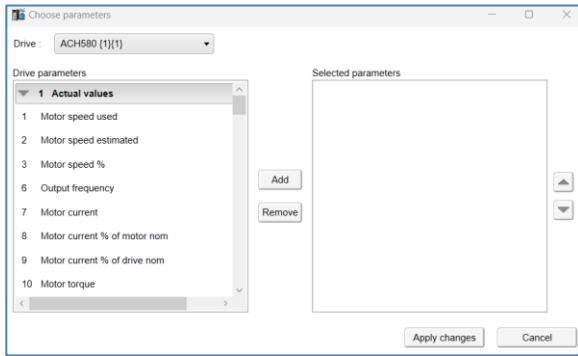 Choose parameters
Drive :
ACH580 {1}{1}
Drive parameters
Selected parameters
1 Actual values
1 Motor speed used
2 Motor speed estimated
3 Motor speed %
6 Output frequency
7 Motor current
8 Motor current % of motor nom
9 Motor current % of drive nom
10 Motor torque
Add
Remove
Apply changes
Cancel